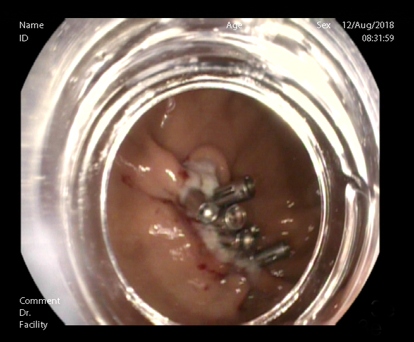 Name Age Sex 12/Aug/2018
ID 08:31:59
Comment
Dr.
Facility